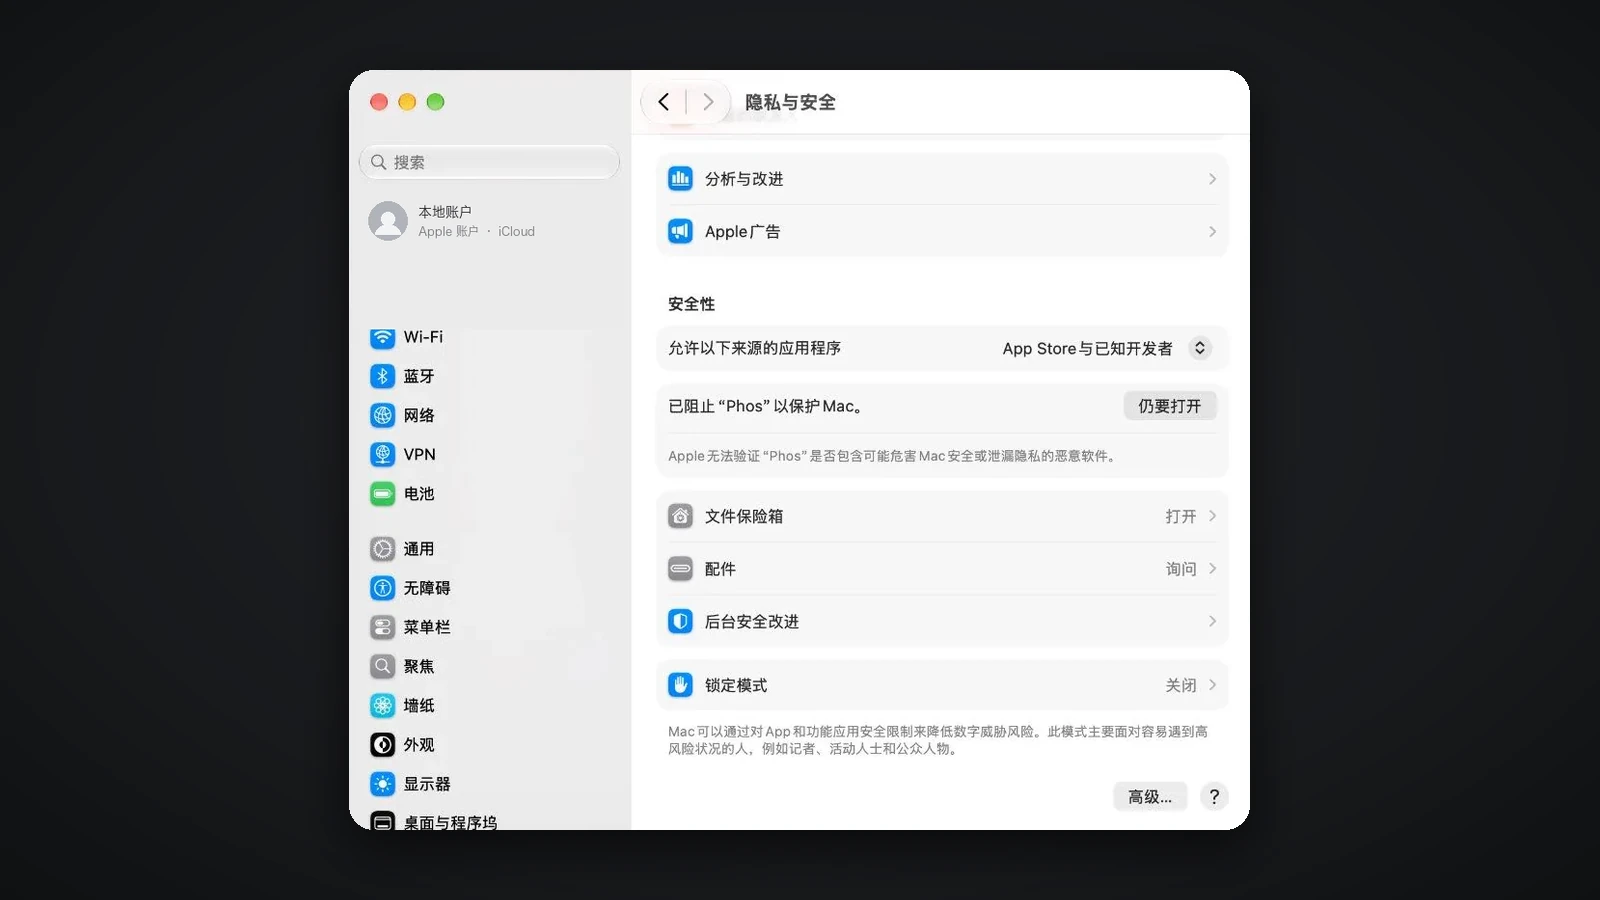 隐私与安全
搜索
本地账户
Apple 账户 · iCloud
Wi-Fi
蓝牙
网络
VPN
电池
通用
无障碍
菜单栏
聚焦
墙纸
外观
显示器
桌面与程序坞
分析与改进
Apple广告
安全性
允许以下来源的应用程序 App Store与已知开发者
已阻止“Phos”以保护Mac。 仍要打开
Apple无法验证“Phos”是否包含可能危害Mac安全或泄漏隐私的恶意软件。
文件保险箱 打开
配件 询问
后台安全改进
锁定模式 关闭
Mac可以通过对App和功能应用安全限制来降低数字威胁风险。此模式主要面对容易遇到高
风险状况的人，例如记者、活动人士和公众人物。
高级... ?